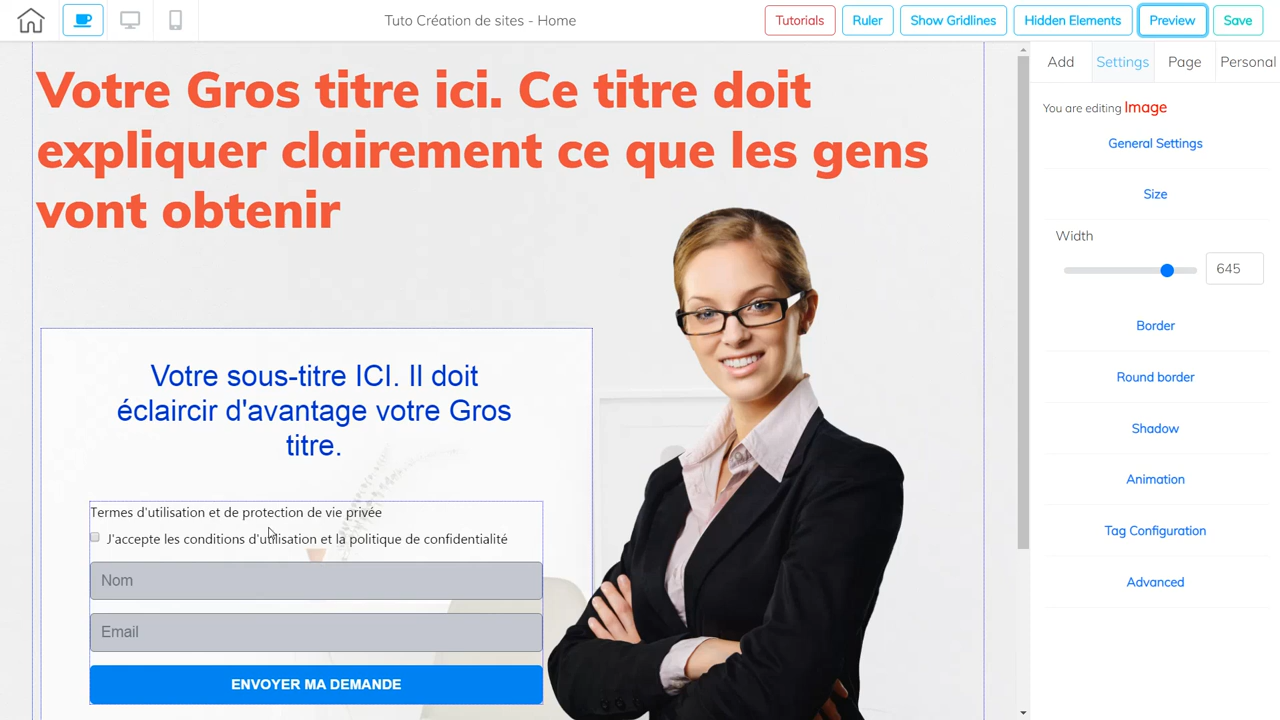 Tuto Création de sites - Home
Tutorials
Ruler
Show Gridlines
Hidden Elements
Preview
Save
Add
Settings
Page
Personal
You are editing Image
General Settings
Size
Width
645
Border
Round border
Shadow
Animation
Tag Configuration
Advanced
Votre Gros titre ici. Ce titre doit
expliquer clairement ce que les gens
vont obtenir
Votre sous-titre ICI. Il doit
éclaircir d'avantage votre Gros
titre.
Termes d'utilisation et de protection de vie privée
J'accepte les conditions d'utilisation et la politique de confidentialité
Nom
Email
ENVOYER MA DEMANDE